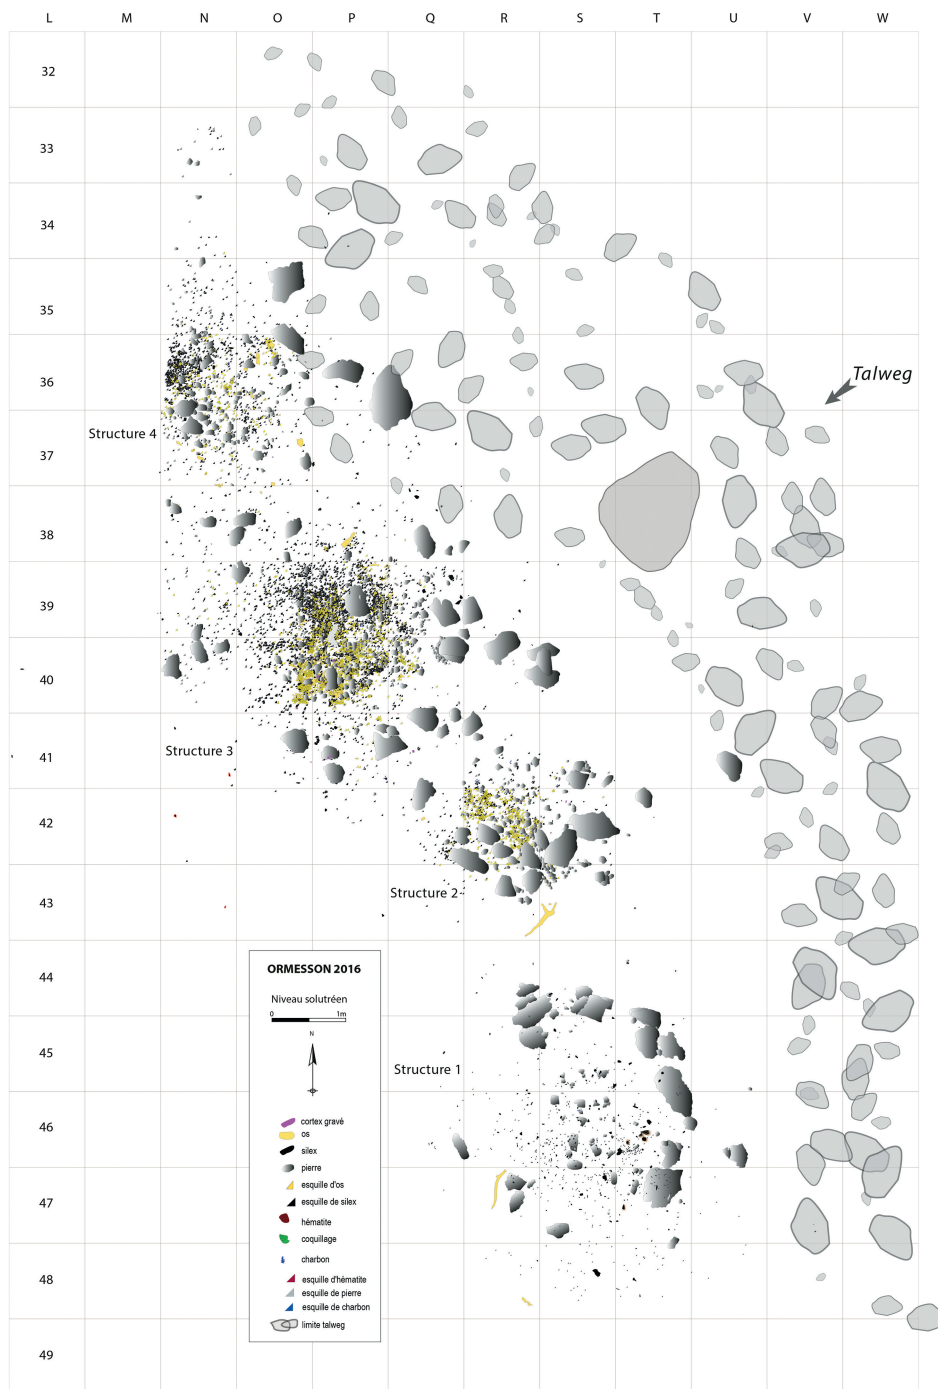 L M N O P Q R S T U V W
32
33
34
35
36
Talweg
Structure 4
37
38
39
40
Structure 3
41
42
Structure 2
43
44
ORMESSON 2016
Niveau solutréen
0 1m
N
45
Structure 1
46
cortex gravé
os
silex
pierre
esquille d'os
47
esquille de silex
hématite
coquillage
charbon
48
esquille d'hématite
esquille de pierre
esquille de charbon
limite talweg
49